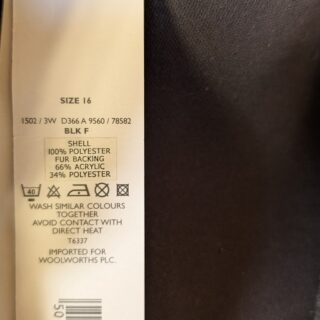 SIZE 16
1502 / 3W D366 A 9560 / 78582
BLK F
SHELL
100% POLYESTER
FUR BACKING
66% ACRYLIC
34% POLYESTER
40
WASH SIMILAR COLOURS
TOGETHER
AVOID CONTACT WITH
DIRECT HEAT
T6337
IMPORTED FOR
WOOLWORTHS PLC.
50